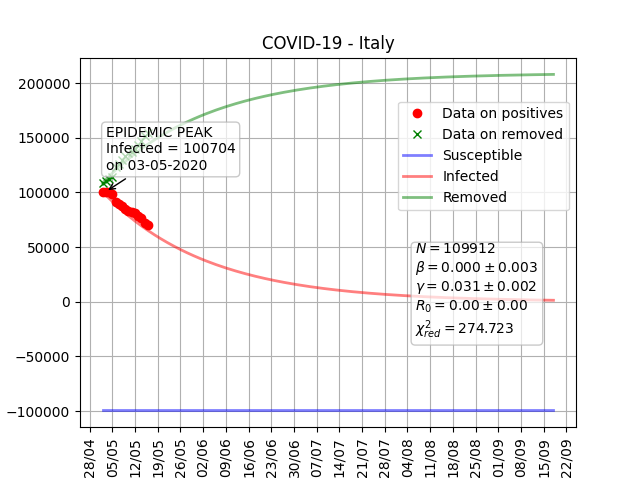 COVID-19 - Italy
200000
150000
100000
50000
0
−50000
−100000
EPIDEMIC PEAK
Infected = 100704
on 03-05-2020
Data on positives
Data on removed
Susceptible
Infected
Removed
N = 109912
β = 0.000 ± 0.003
γ = 0.031 ± 0.002
R₀ = 0.00 ± 0.00
χ²_red = 274.723
28/04
05/05
12/05
19/05
26/05
02/06
09/06
16/06
23/06
30/06
07/07
14/07
21/07
28/07
04/08
11/08
18/08
25/08
01/09
08/09
15/09
22/09